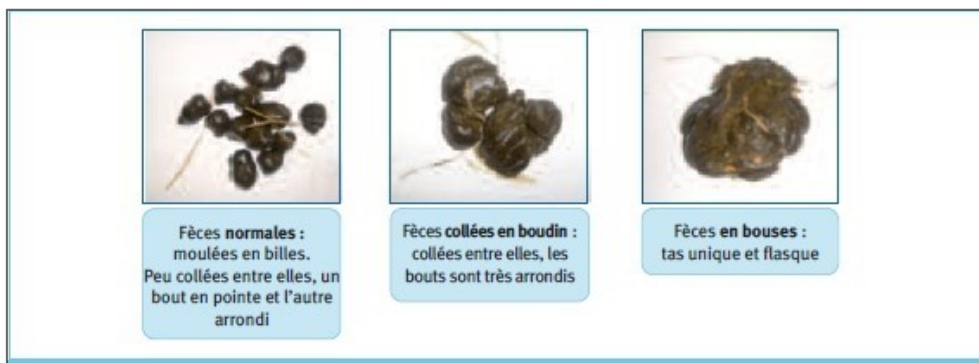 Fèces normales :
moulées en billes.
Peu collées entre elles, un
bout en pointe et l'autre
arrondi
Fèces collées en boudin :
collées entre elles, les
bouts sont très arrondis
Fèces en bouses :
tas unique et flasque